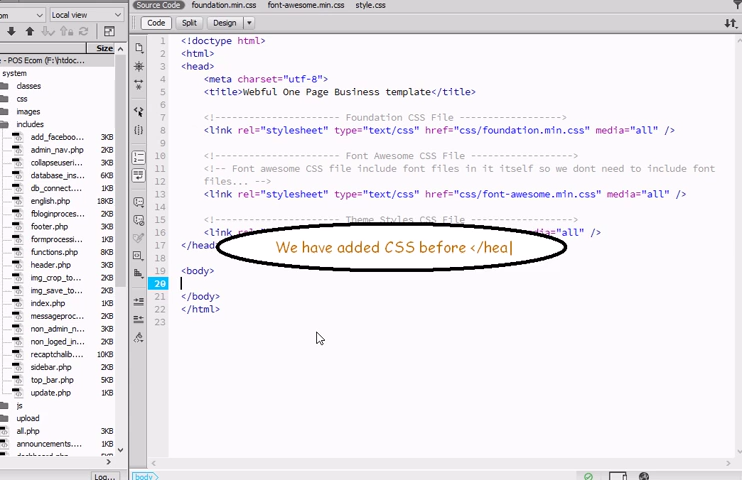 Source Code foundation.min.css font-awesome.min.css style.css
Local view
Code Split Design
Size
- POS Ecom (F:\htdoc...
system
classes
css
images
includes
add_faceboo... 3KB
admin_nav.php 2KB
collapseuseri... 3KB
database_ins... 6KB
db_connect.... 1KB
english.php 18KB
fbloginproces... 2KB
footer.php 3KB
formprocessi... 1KB
functions.php 8KB
header.php 3KB
img_crop_to... 2KB
img_save_to... 2KB
index.php 1KB
messageproc... 2KB
non_admin_n... 2KB
non_loged_in... 2KB
recaptchalib.... 10KB
sidebar.php 2KB
top_bar.php 2KB
update.php 1KB
js
upload
all.php 3KB
announcements.... 3KB
Log...
1 <!doctype html>
2 <html>
3 <head>
4 <meta charset="utf-8">
5 <title>Webful One Page Business template</title>
6
7 <!---------------------- Foundation CSS File ------------------>
8 <link rel="stylesheet" type="text/css" href="css/foundation.min.css" media="all" />
9
10 <!---------------------- Font Awesome CSS File ------------------>
11 <!-- Font awesome CSS file include font files in it itself so we dont need to include font
12 files... -->
13 <link rel="stylesheet" type="text/css" href="css/font-awesome.min.css" media="all" />
14
15 <!---------------------- Theme Styles CSS File ------------------>
16 <link media="all" />
17 </head
We have added CSS before </hea
18
19 <body>
20
21 </body>
22 </html>
23
body